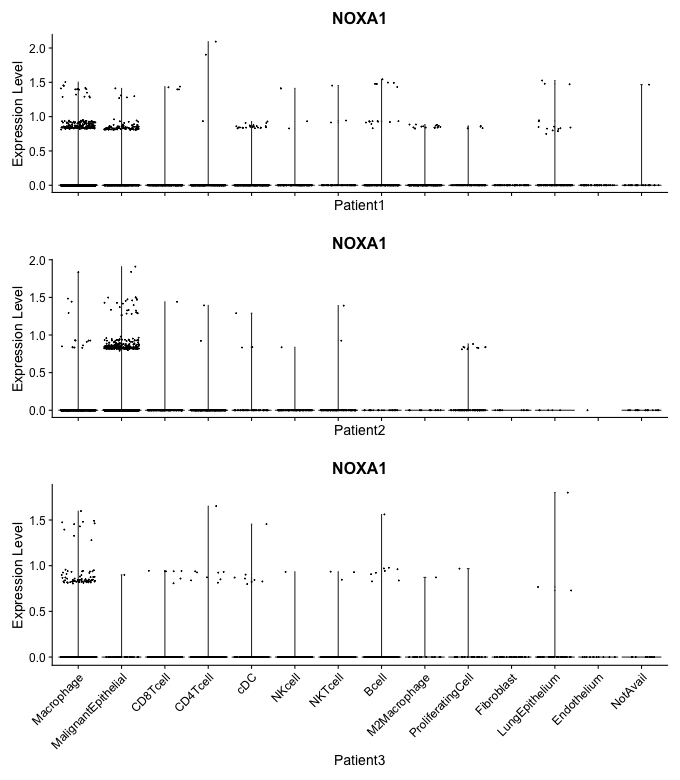 NOXA1
Expression Level
2.0
1.5
1.0
0.5
0.0
Patient1
NOXA1
Expression Level
2.0
1.5
1.0
0.5
0.0
Patient2
NOXA1
Expression Level
1.5
1.0
0.5
0.0
Macrophage
MalignantEpithelial
CD8Tcell
CD4Tcell
cDC
NKcell
NKTcell
Bcell
M2Macrophage
ProliferatingCell
Fibroblast
LungEpithelium
Endothelium
NotAvail
Patient3